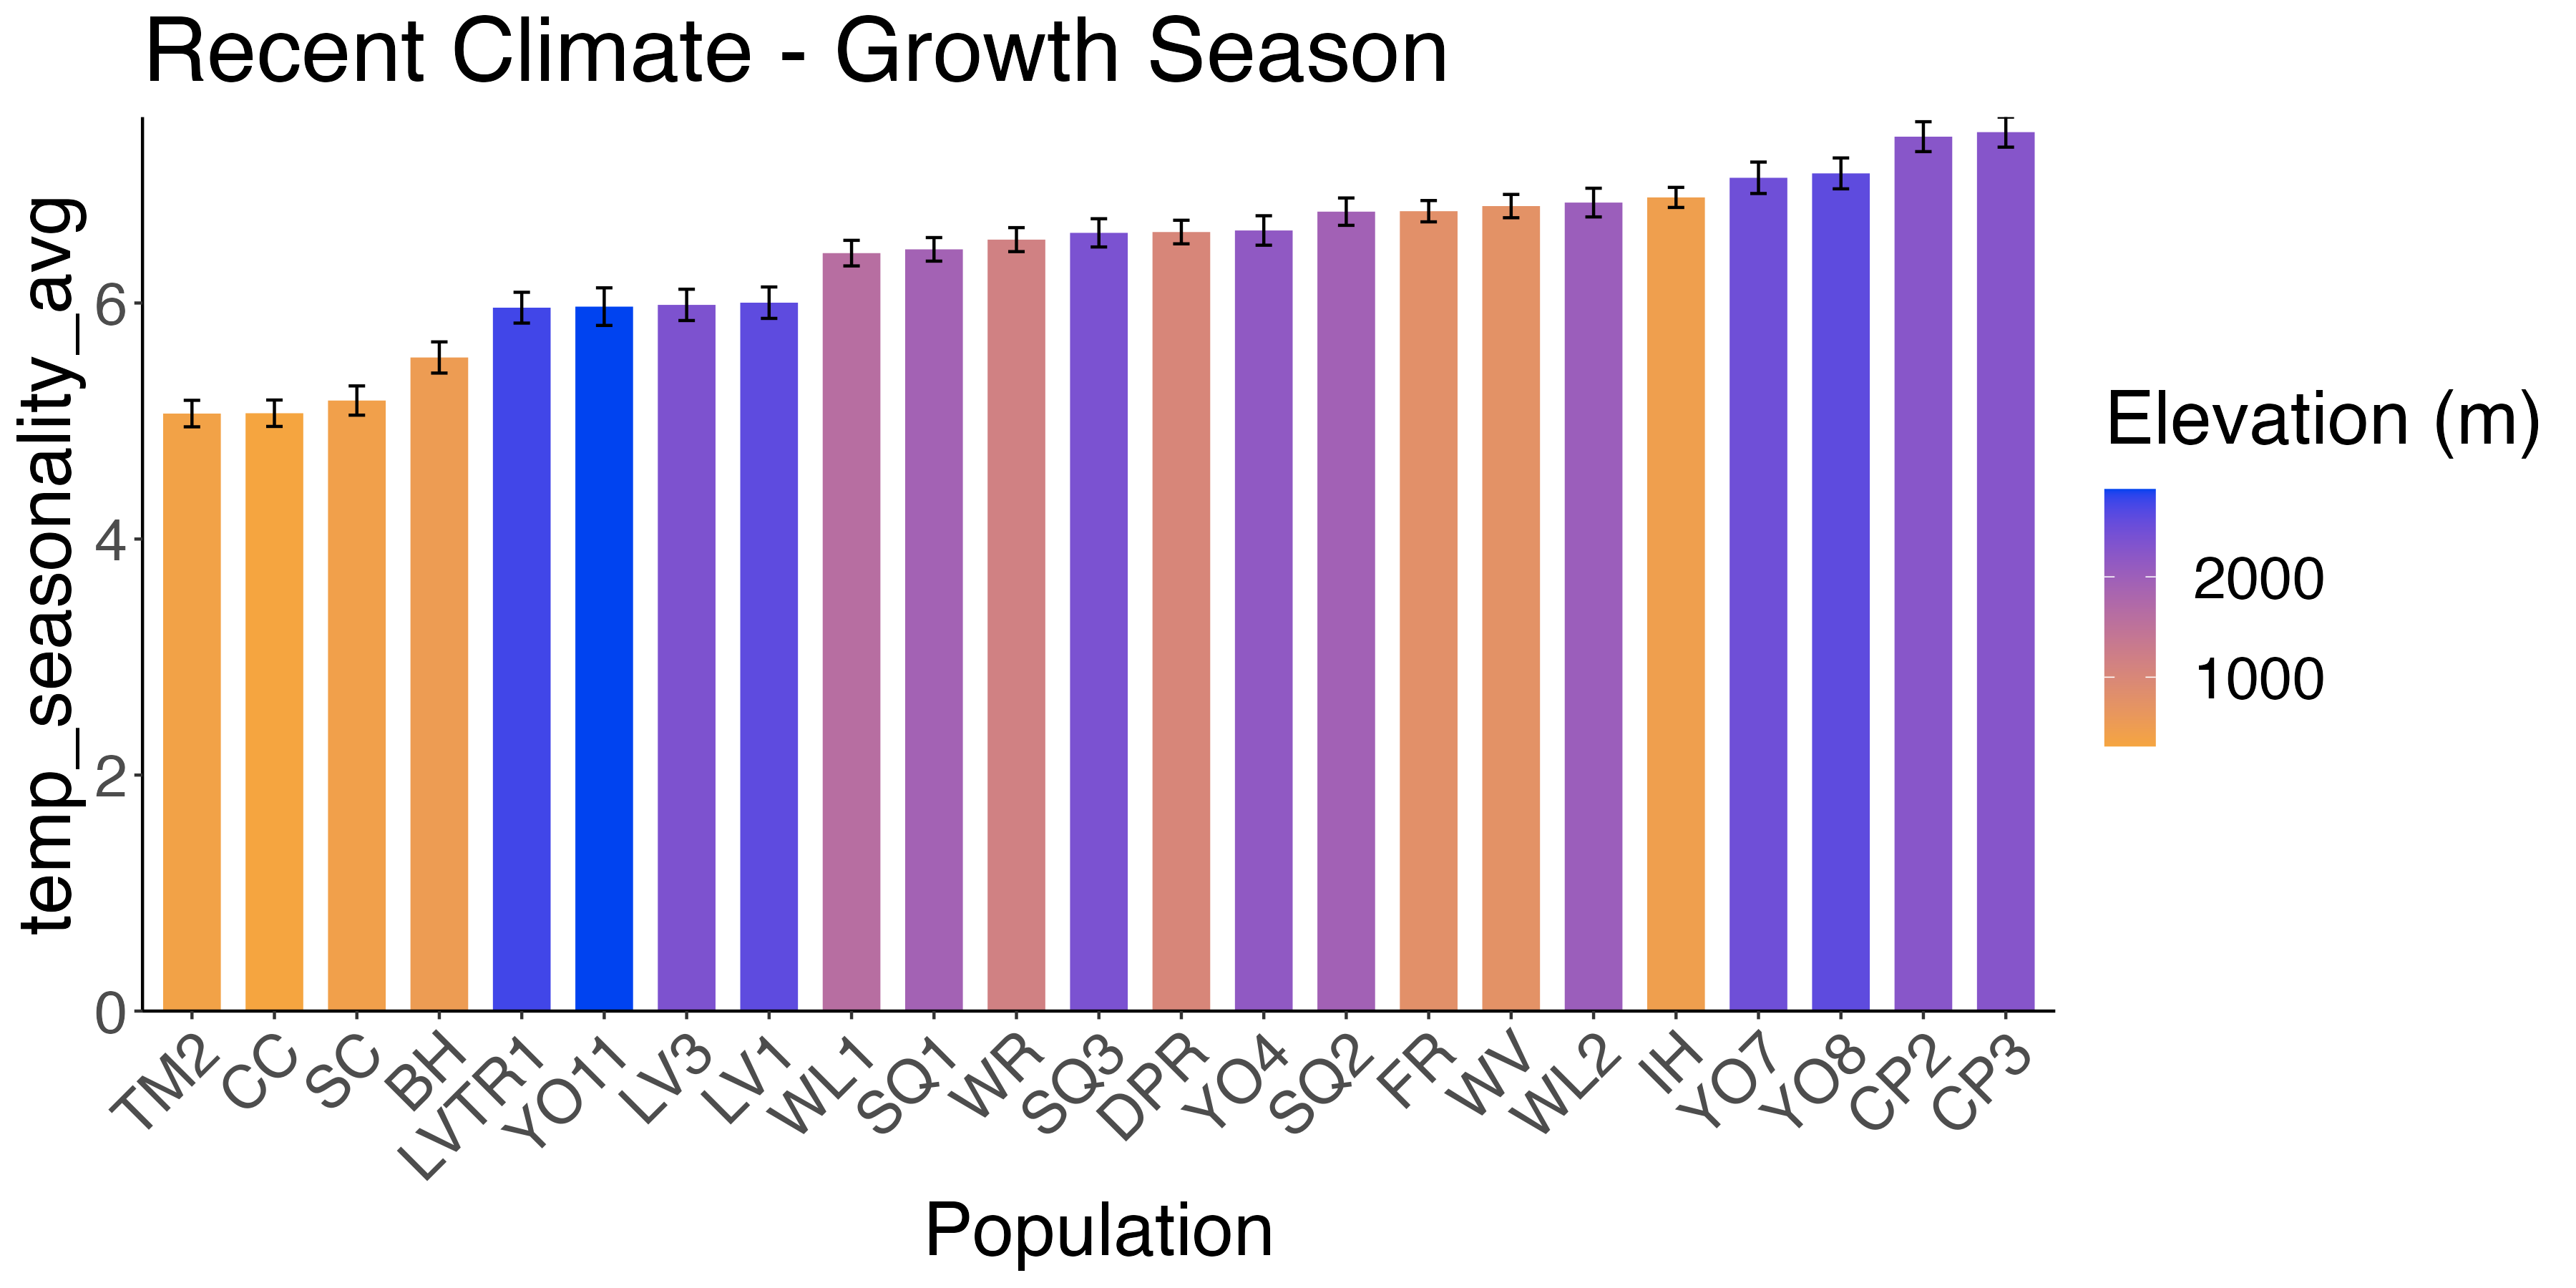 Recent Climate - Growth Season
temp_seasonality_avg
6
4
2
0
TM2
CC
SC
BH
LVTR1
YO11
LV3
LV1
WL1
SQ1
WR
SQ3
DPR
YO4
SQ2
FR
WV
WL2
IH
YO7
YO8
CP2
CP3
Population
Elevation (m)
2000
1000